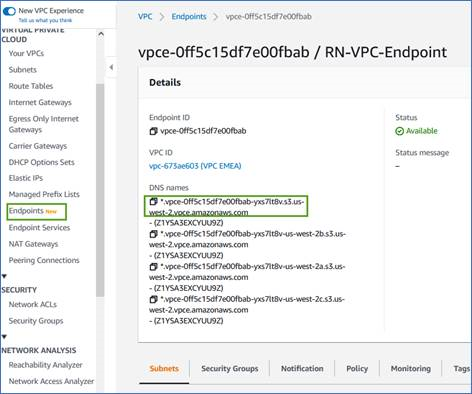 New VPC Experience
Tell us what you think
VIRTUAL PRIVATE
CLOUD
Your VPCs
Subnets
Route Tables
Internet Gateways
Egress Only Internet
Gateways
Carrier Gateways
DHCP Options Sets
Elastic IPs
Managed Prefix Lists
Endpoints New
Endpoint Services
NAT Gateways
Peering Connections
SECURITY
Network ACLs
Security Groups
NETWORK ANALYSIS
Reachability Analyzer
Network Access Analyzer
VPC > Endpoints > vpce-0ff5c15df7e00fbab
vpce-0ff5c15df7e00fbab / RN-VPC-Endpoint
Details
Endpoint ID
vpce-0ff5c15df7e00fbab
Status
Available
VPC ID
vpc-673ae603 (VPC EMEA)
Status message
–
DNS names
*.vpce-0ff5c15df7e00fbab-yxs7lt8v.s3.us-
west-2.vpce.amazonaws.com
- (Z1YSA3EXCYUU9Z)
*.vpce-0ff5c15df7e00fbab-yxs7lt8v-us-west-2b.s3.us-
west-2.vpce.amazonaws.com
- (Z1YSA3EXCYUU9Z)
*.vpce-0ff5c15df7e00fbab-yxs7lt8v-us-west-2a.s3.us-
west-2.vpce.amazonaws.com
- (Z1YSA3EXCYUU9Z)
*.vpce-0ff5c15df7e00fbab-yxs7lt8v-us-west-2c.s3.us-
west-2.vpce.amazonaws.com
- (Z1YSA3EXCYUU9Z)
Subnets
Security Groups
Notification
Policy
Monitoring
Tags